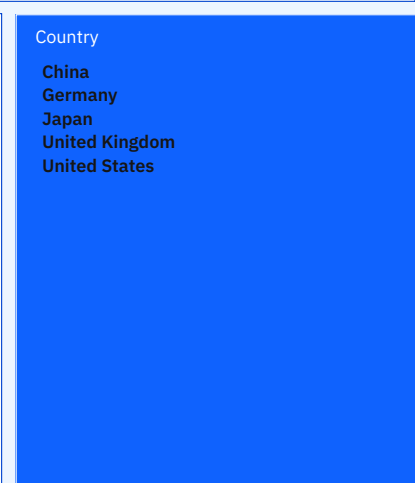 Country
China
Germany
Japan
United Kingdom
United States